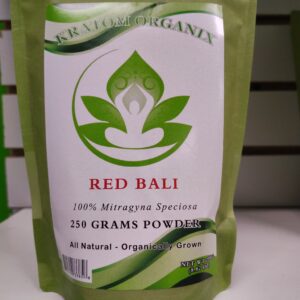 KRATOM ORGANIX
RED BALI
100% Mitragyna Speciosa
250 GRAMS POWDER
All Natural - Organically Grown